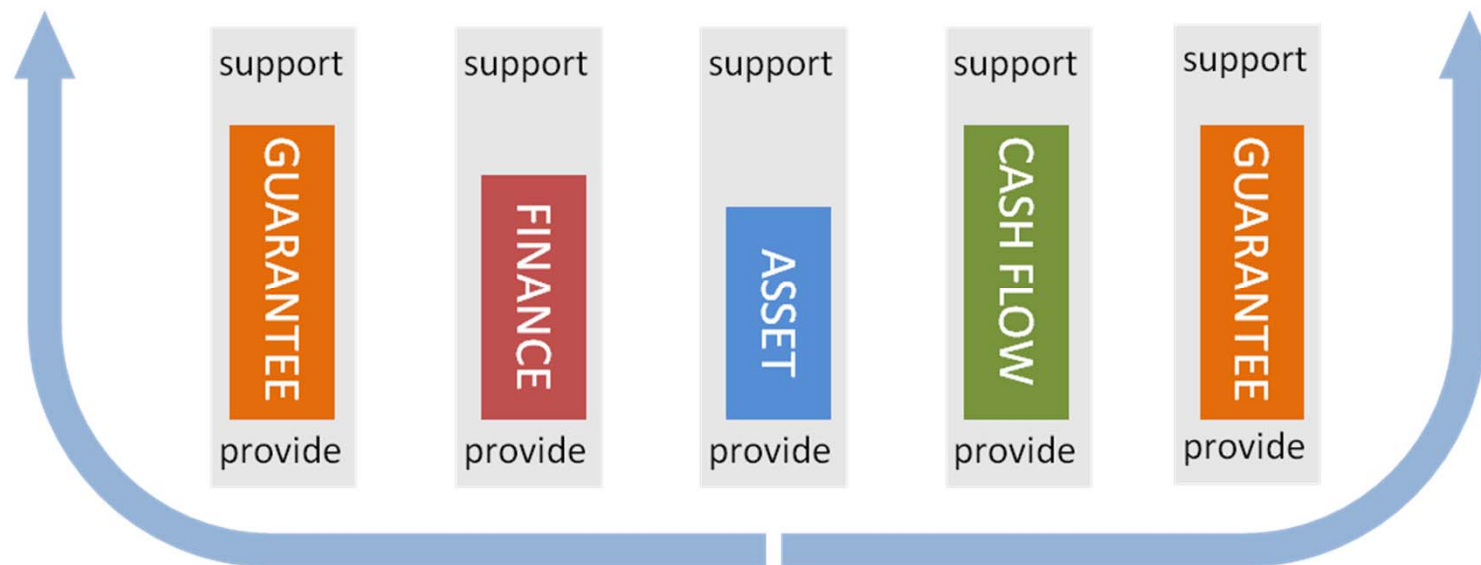 support
GUARANTEE
provide
support
FINANCE
provide
support
ASSET
provide
support
CASH FLOW
provide
support
GUARANTEE
provide